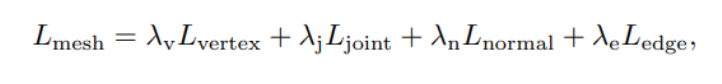 L_mesh = λ_v L_vertex + λ_j L_joint + λ_n L_normal + λ_e L_edge,